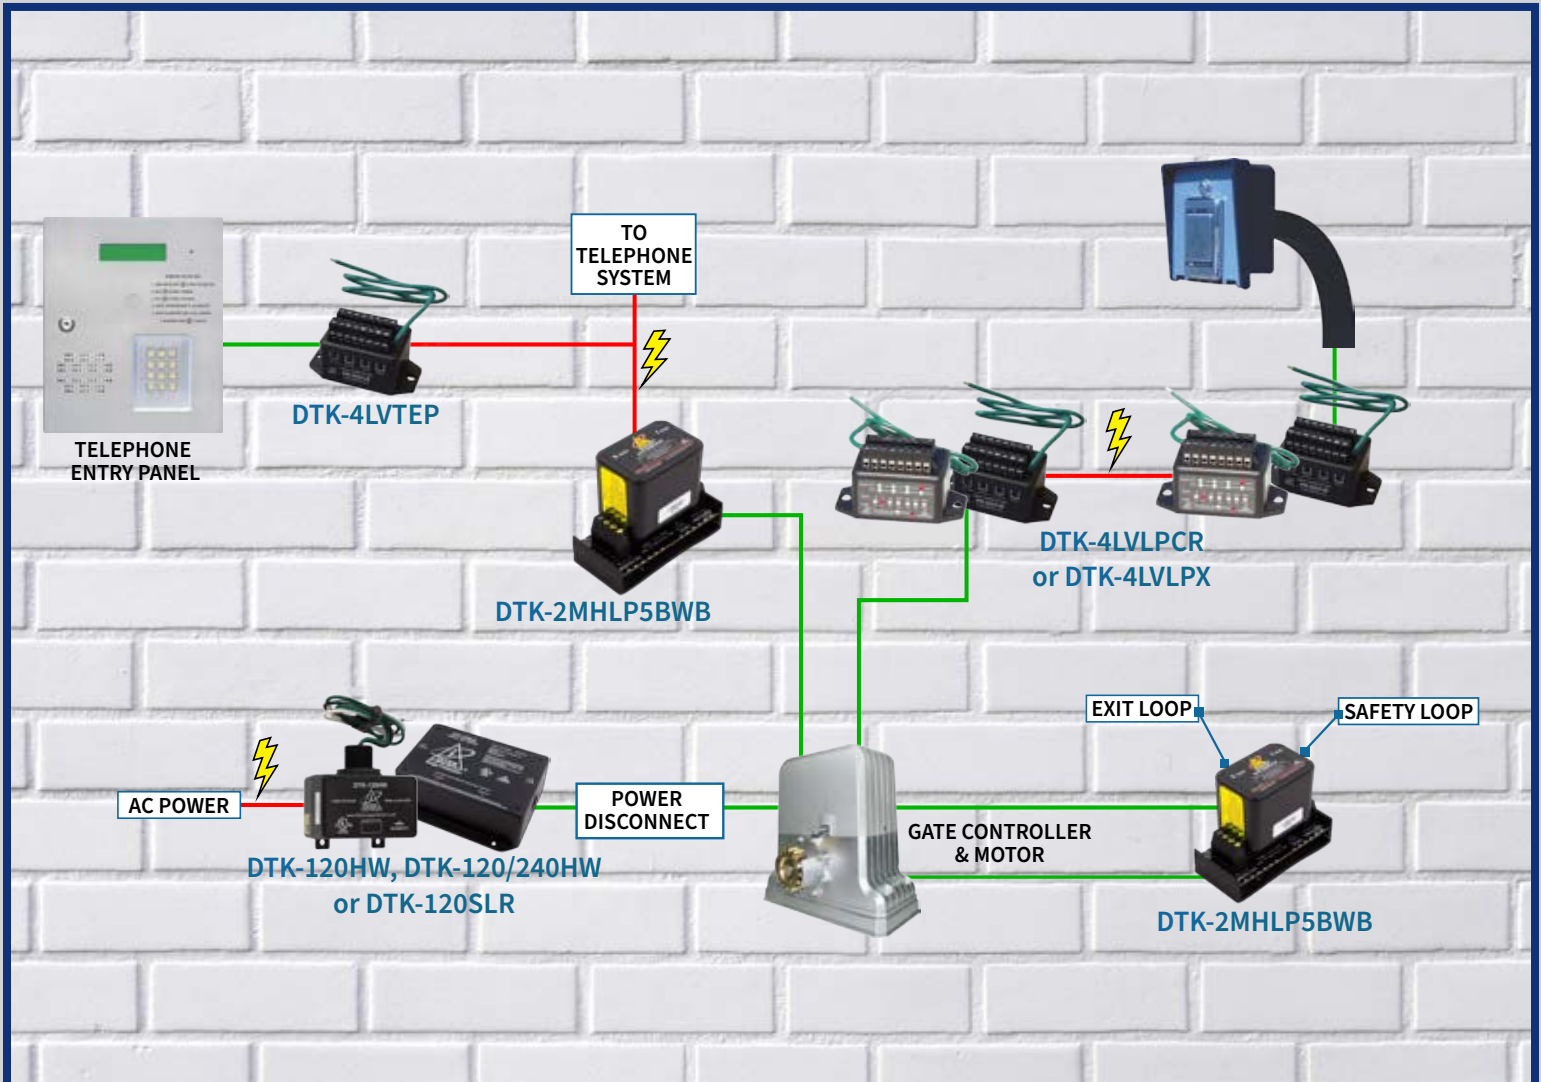 TO
TELEPHONE
SYSTEM
DTK-4LVTEP
TELEPHONE
ENTRY PANEL
DTK-2MHLP5BWB
DTK-4LVLPCR
or DTK-4LVLPX
EXIT LOOP
SAFETY LOOP
AC POWER
POWER
DISCONNECT
GATE CONTROLLER
& MOTOR
DTK-120HW, DTK-120/240HW
or DTK-120SLR
DTK-2MHLP5BWB